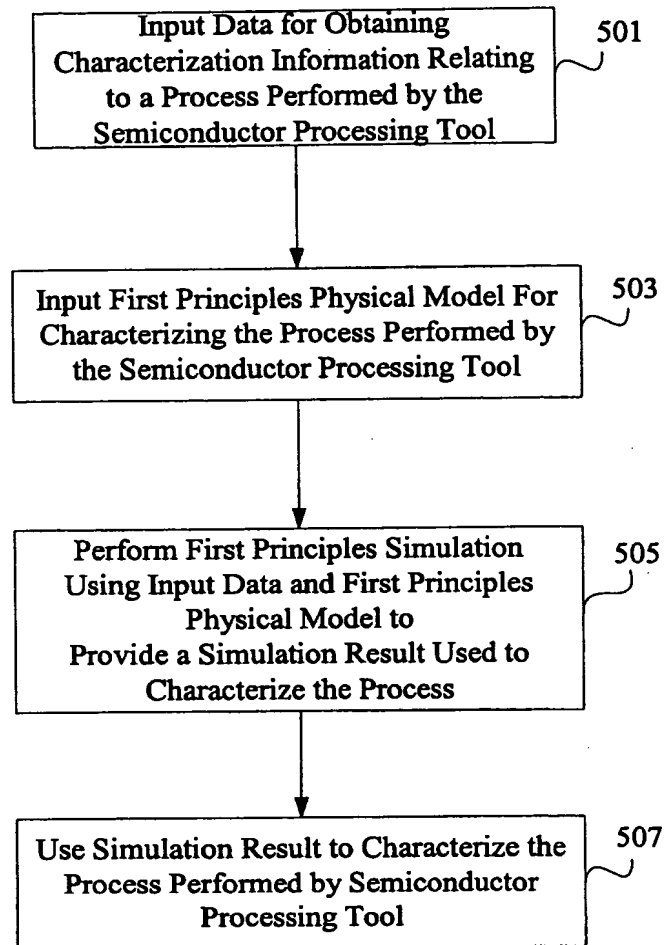 Input Data for Obtaining
Characterization Information Relating
to a Process Performed by the
Semiconductor Processing Tool
501
Input First Principles Physical Model For
Characterizing the Process Performed by
the Semiconductor Processing Tool
503
Perform First Principles Simulation
Using Input Data and First Principles
Physical Model to
Provide a Simulation Result Used to
Characterize the Process
505
Use Simulation Result to Characterize the
Process Performed by Semiconductor
Processing Tool
507